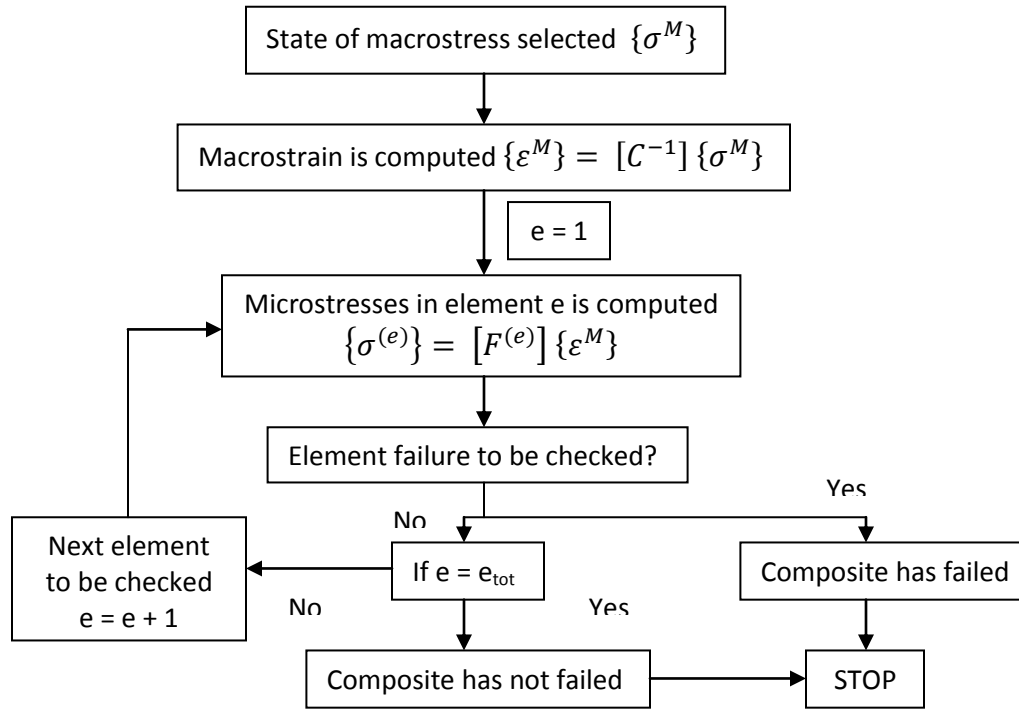 State of macrostress selected {σ^M}
Macrostrain is computed {ε^M} = [C^−1] {σ^M}
e = 1
Microstresses in element e is computed
{σ^(e)} = [F^(e)] {ε^M}
Element failure to be checked?
Yes
No
Next element
to be checked
e = e + 1
If e = e_tot
Composite has failed
No
Yes
Composite has not failed
STOP